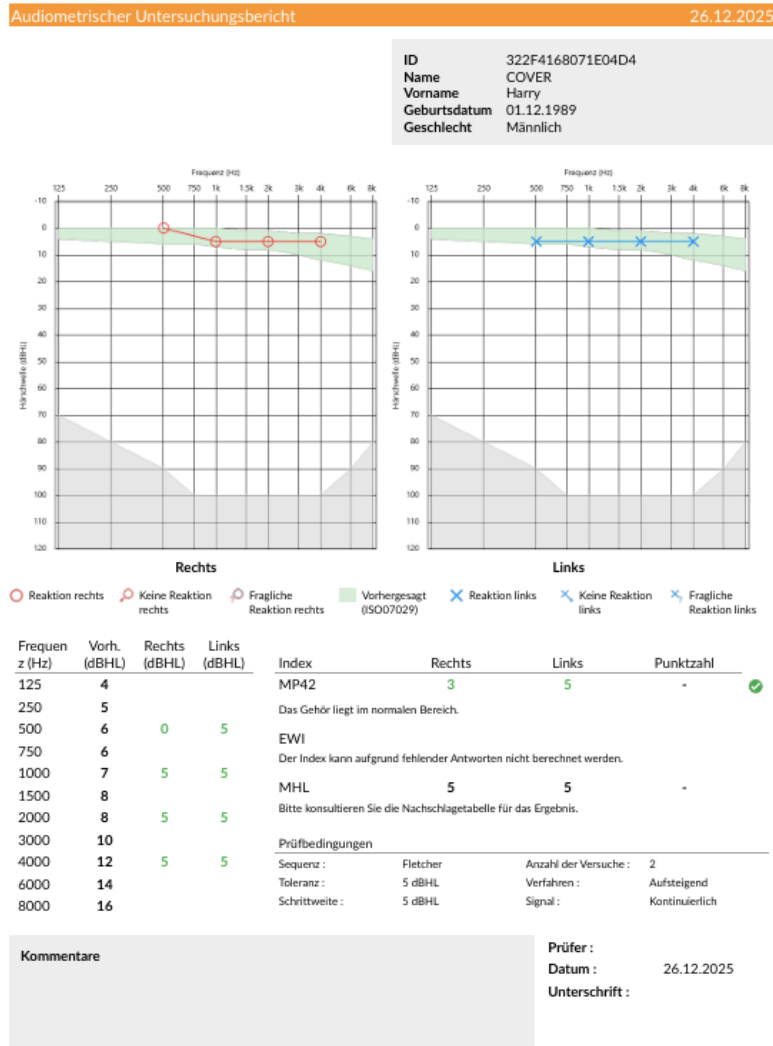 Audiometrischer Untersuchungsbericht 26.12.2025
ID 322F4168071E04D4
Name COVER
Vorname Harry
Geburtsdatum 01.12.1989
Geschlecht Männlich
Frequenz (Hz)
125 250 500 750 1k 1.5k 2k 3k 4k 6k 8k
-10
0
10
20
30
40
50
60
70
80
90
100
110
120
Hörschwelle (dBHL)
Rechts
Frequenz (Hz)
125 250 500 750 1k 1.5k 2k 3k 4k 6k 8k
-10
0
10
20
30
40
50
60
70
80
90
100
110
120
Hörschwelle (dBHL)
Links
Reaktion rechts
Keine Reaktion
rechts
Fragliche
Reaktion rechts
Vorhergesagt
(ISO07029)
Reaktion links
Keine Reaktion
links
Fragliche
Reaktion links
Frequen Vorh. Rechts Links
z (Hz) (dBHL) (dBHL) (dBHL)
125 4
250 5
500 6 0 5
750 6
1000 7 5 5
1500 8
2000 8 5 5
3000 10
4000 12 5 5
6000 14
8000 16
Index Rechts Links Punktzahl
MP42 3 5 -
Das Gehör liegt im normalen Bereich.
EWI
Der Index kann aufgrund fehlender Antworten nicht berechnet werden.
MHL 5 5 -
Bitte konsultieren Sie die Nachschlagetabelle für das Ergebnis.
Prüfbedingungen
Sequenz : Fletcher Anzahl der Versuche : 2
Toleranz : 5 dBHL Verfahren : Aufsteigend
Schrittweite : 5 dBHL Signal : Kontinuierlich
Kommentare
Prüfer :
Datum : 26.12.2025
Unterschrift :